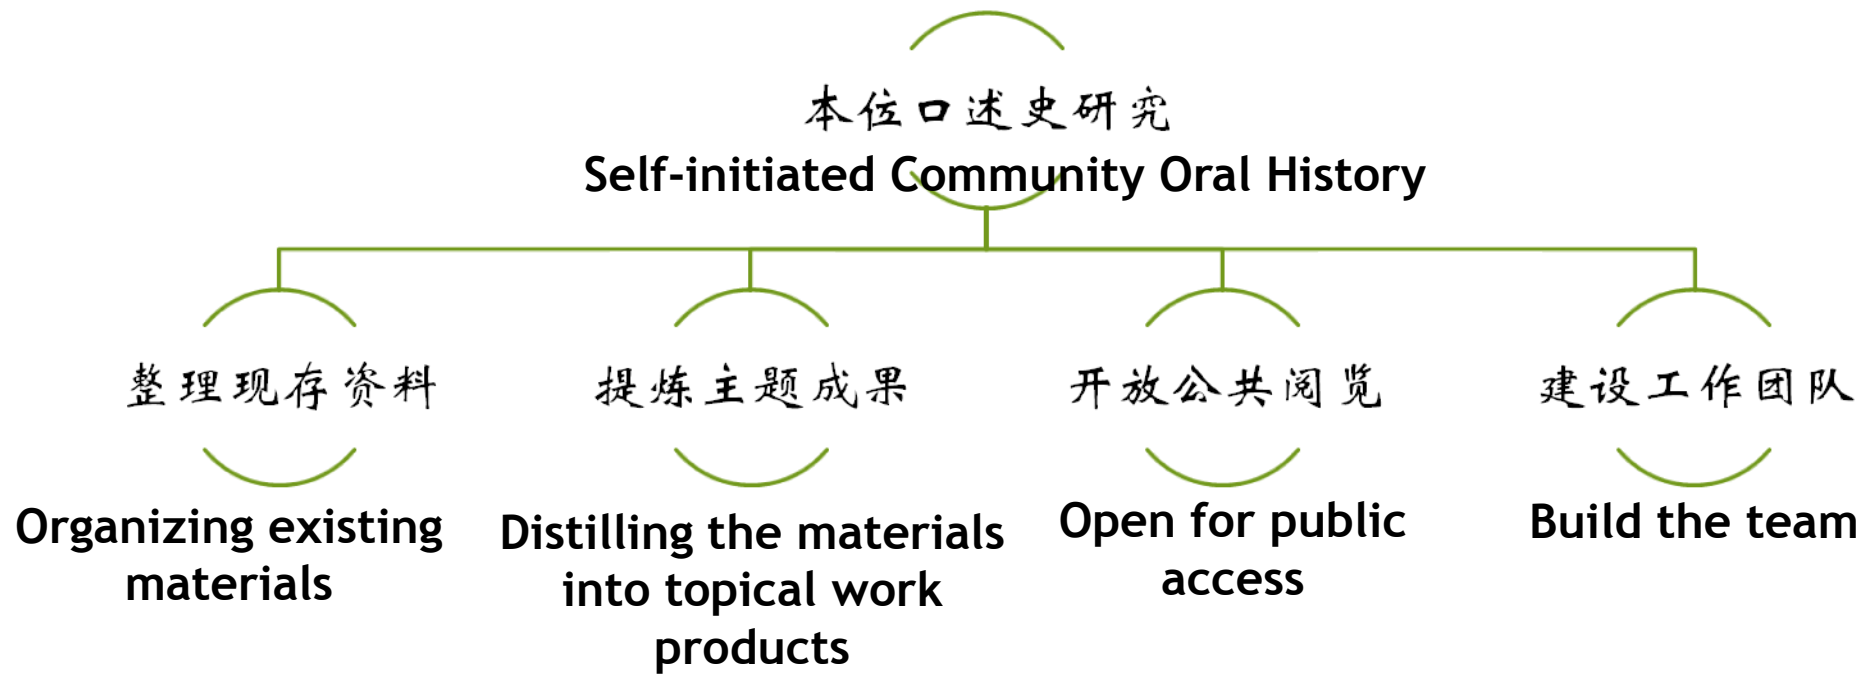 本位口述史研究
Self-initiated Community Oral History
整理现存资料
Organizing existing
materials
提炼主题成果
Distilling the materials
into topical work
products
开放公共阅览
Open for public
access
建设工作团队
Build the team